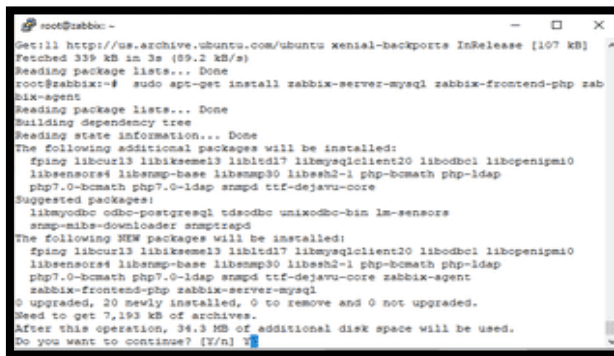 root@zabbix: ~
Get:11 http://us.archive.ubuntu.com/ubuntu xenial-backports InRelease [107 kB]
Fetched 339 kB in 3s (89.2 kB/s)
Reading package lists... Done
root@zabbix:~# sudo apt-get install zabbix-server-mysql zabbix-frontend-php zab
bix-agent
Reading package lists... Done
Building dependency tree
Reading state information... Done
The following additional packages will be installed:
fping libcurl3 libiksemel3 libltdl7 libmysqlclient20 libodbc1 libopenipmi0
libsensors4 libsnmp-base libsnmp30 libssh2-1 php-bcmath php-ldap
php7.0-bcmath php7.0-ldap snmpd ttf-dejavu-core
Suggested packages:
libmyodbc odbc-postgresql tdsodbc unixodbc-bin lm-sensors
snmp-mibs-downloader snmptrapd
The following NEW packages will be installed:
fping libcurl3 libiksemel3 libltdl7 libmysqlclient20 libodbc1 libopenipmi0
libsensors4 libsnmp-base libsnmp30 libssh2-1 php-bcmath php-ldap
php7.0-bcmath php7.0-ldap snmpd ttf-dejavu-core zabbix-agent
zabbix-frontend-php zabbix-server-mysql
0 upgraded, 20 newly installed, 0 to remove and 0 not upgraded.
Need to get 7,193 kB of archives.
After this operation, 34.3 MB of additional disk space will be used.
Do you want to continue? [Y/n] Y